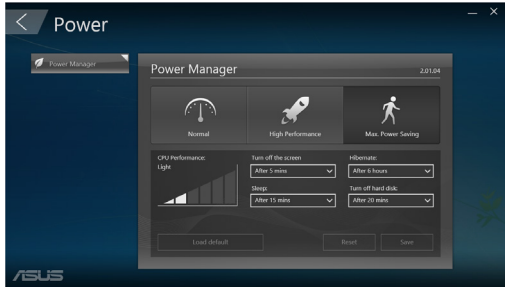 Power
Power Manager
Power Manager
2.01.04
Normal
High Performance
Max. Power Saving
CPU Performance:
Light
Turn off the screen
After 5 mins
Hibernate:
After 6 hours
Sleep:
After 15 mins
Turn off hard disk:
After 20 mins
Load default
Reset
Save
ASUS